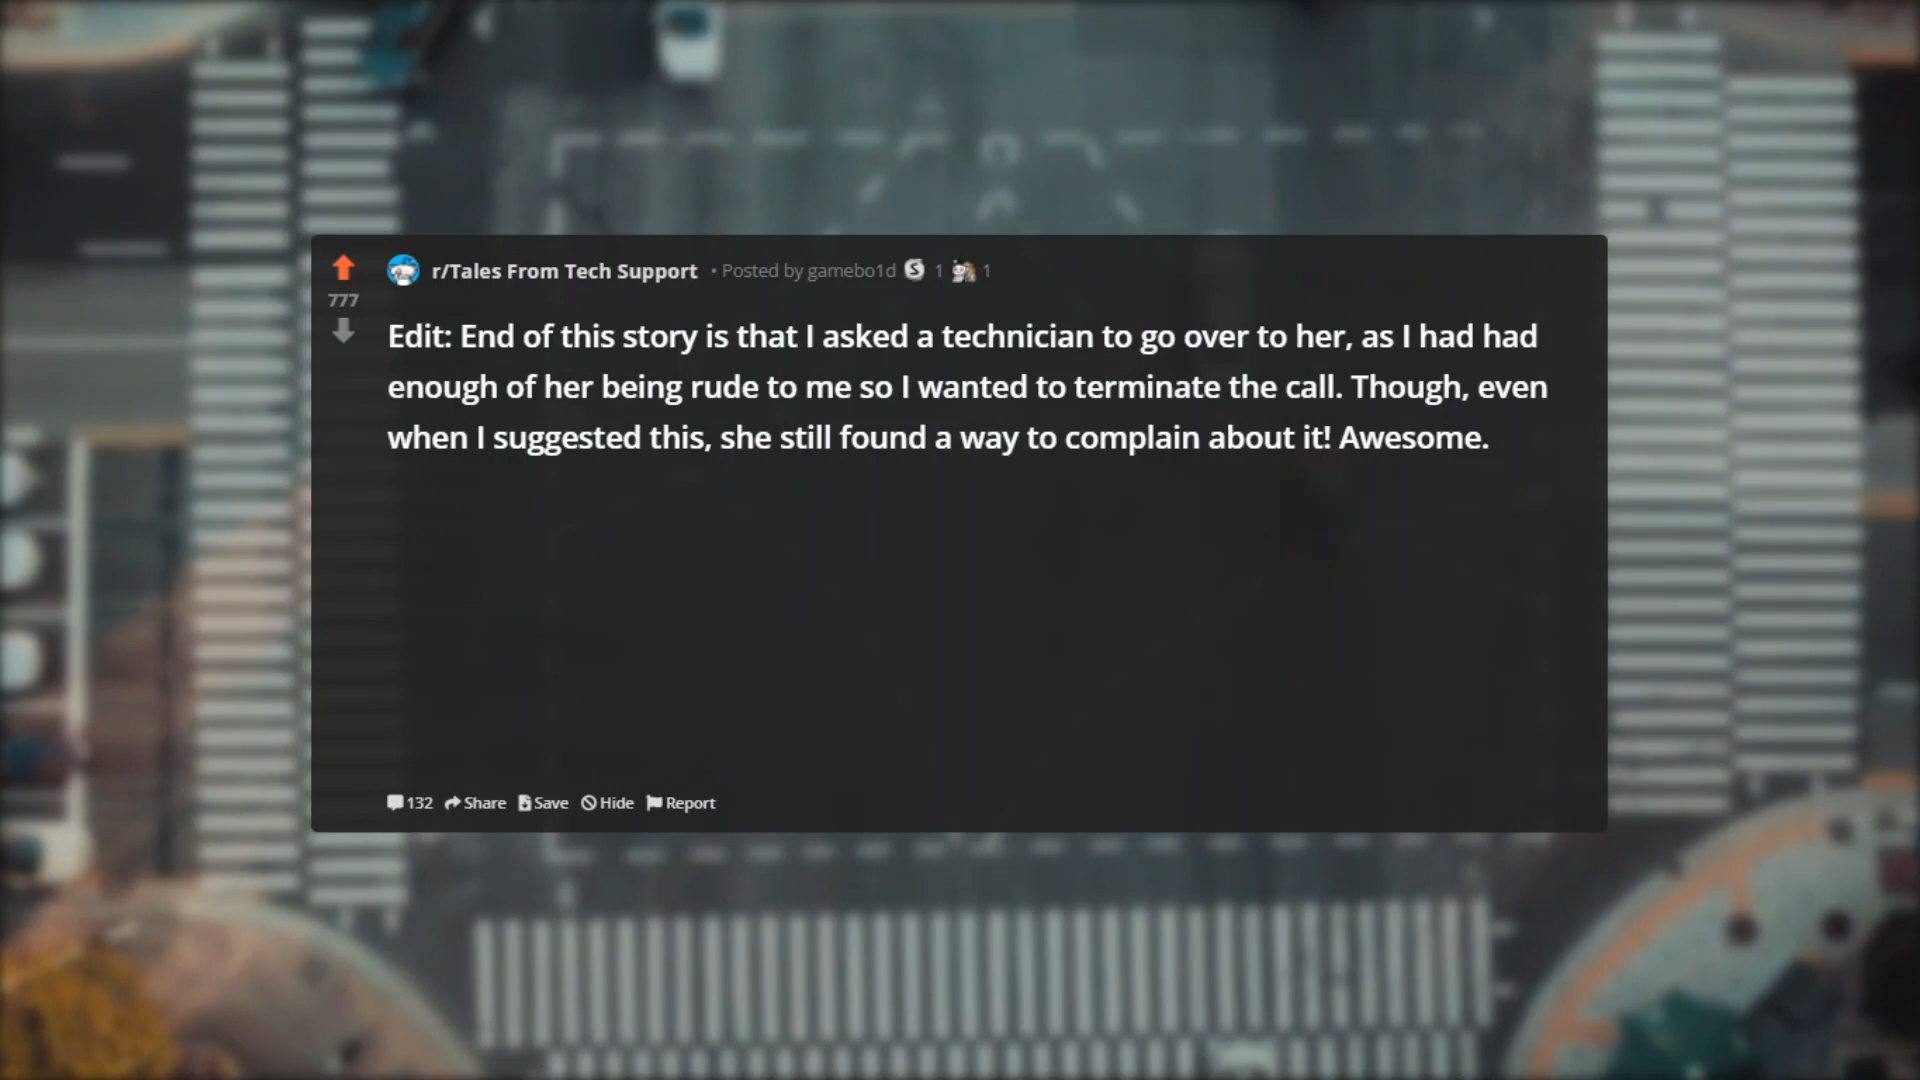 r/Tales From Tech Support • Posted by gamebo1d 1 1
777
Edit: End of this story is that I asked a technician to go over to her, as I had had
enough of her being rude to me so I wanted to terminate the call. Though, even
when I suggested this, she still found a way to complain about it! Awesome.
132 Share Save Hide Report